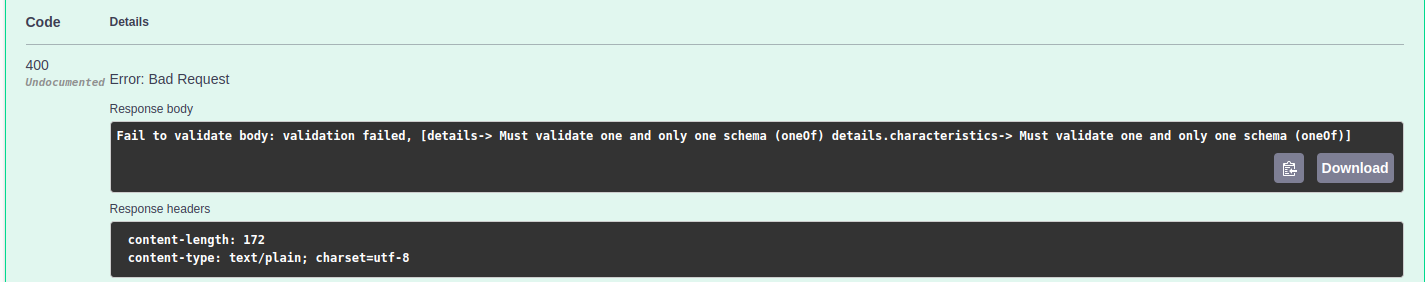 Code Details
400
Undocumented Error: Bad Request
Response body
Fail to validate body: validation failed, [details-> Must validate one and only one schema (oneOf) details.characteristics-> Must validate one and only one schema (oneOf)]
Download
Response headers
content-length: 172
content-type: text/plain; charset=utf-8